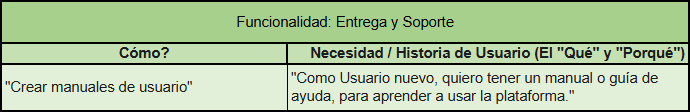 Funcionalidad: Entrega y Soporte
Cómo?
Necesidad / Historia de Usuario (El "Qué" y "Porqué")
"Crear manuales de usuario"
"Como Usuario nuevo, quiero tener un manual o guía de
ayuda, para aprender a usar la plataforma."